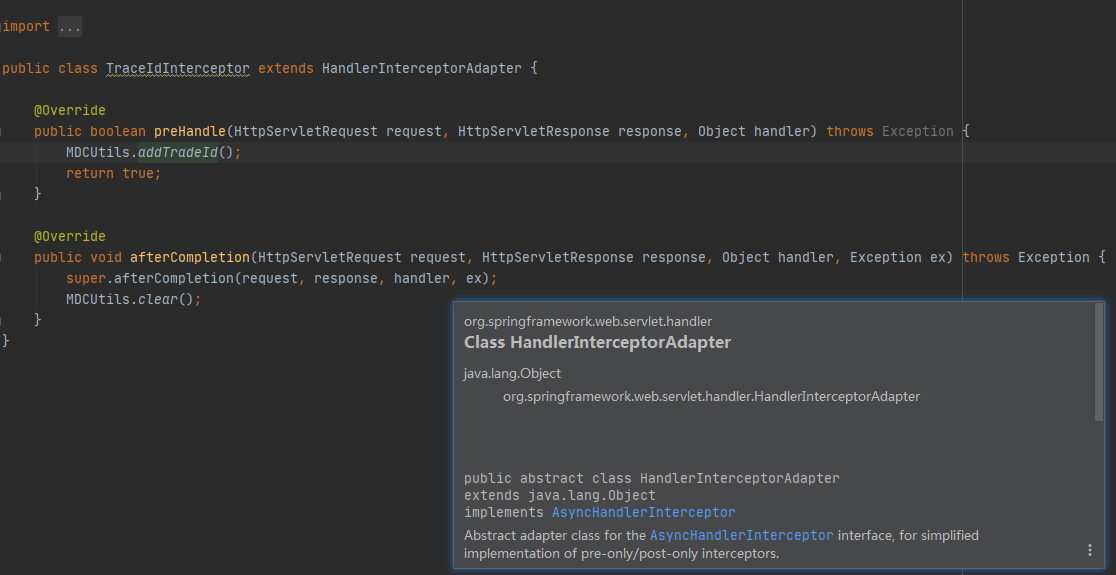 import ...
public class TraceIdInterceptor extends HandlerInterceptorAdapter {
@Override
public boolean preHandle(HttpServletRequest request, HttpServletResponse response, Object handler) throws Exception {
MDCUtils.addTradeId();
return true;
}
@Override
public void afterCompletion(HttpServletRequest request, HttpServletResponse response, Object handler, Exception ex) throws Exception {
super.afterCompletion(request, response, handler, ex);
MDCUtils.clear();
}
}
org.springframework.web.servlet.handler
Class HandlerInterceptorAdapter
java.lang.Object
org.springframework.web.servlet.handler.HandlerInterceptorAdapter
public abstract class HandlerInterceptorAdapter
extends java.lang.Object
implements AsyncHandlerInterceptor
Abstract adapter class for the AsyncHandlerInterceptor interface, for simplified
implementation of pre-only/post-only interceptors.